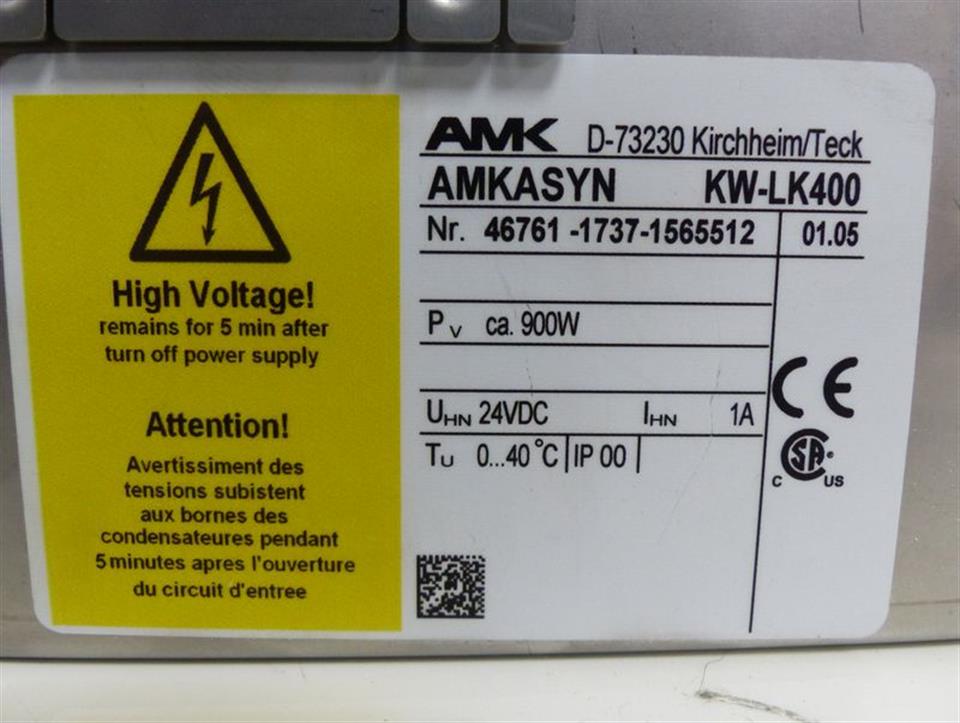 High Voltage!
remains for 5 min after
turn off power supply
Attention!
Avertissiment des
tensions subistent
aux bornes des
condensateures pendant
5 minutes apres l'ouverture
du circuit d'entree
AMK D-73230 Kirchheim/Teck
AMKASYN KW-LK400
Nr. 46761 -1737-1565512 01.05
Pv ca. 900W
UHN 24VDC IHN 1A
TU 0...40 °C IP 00
CE
C SA ® US